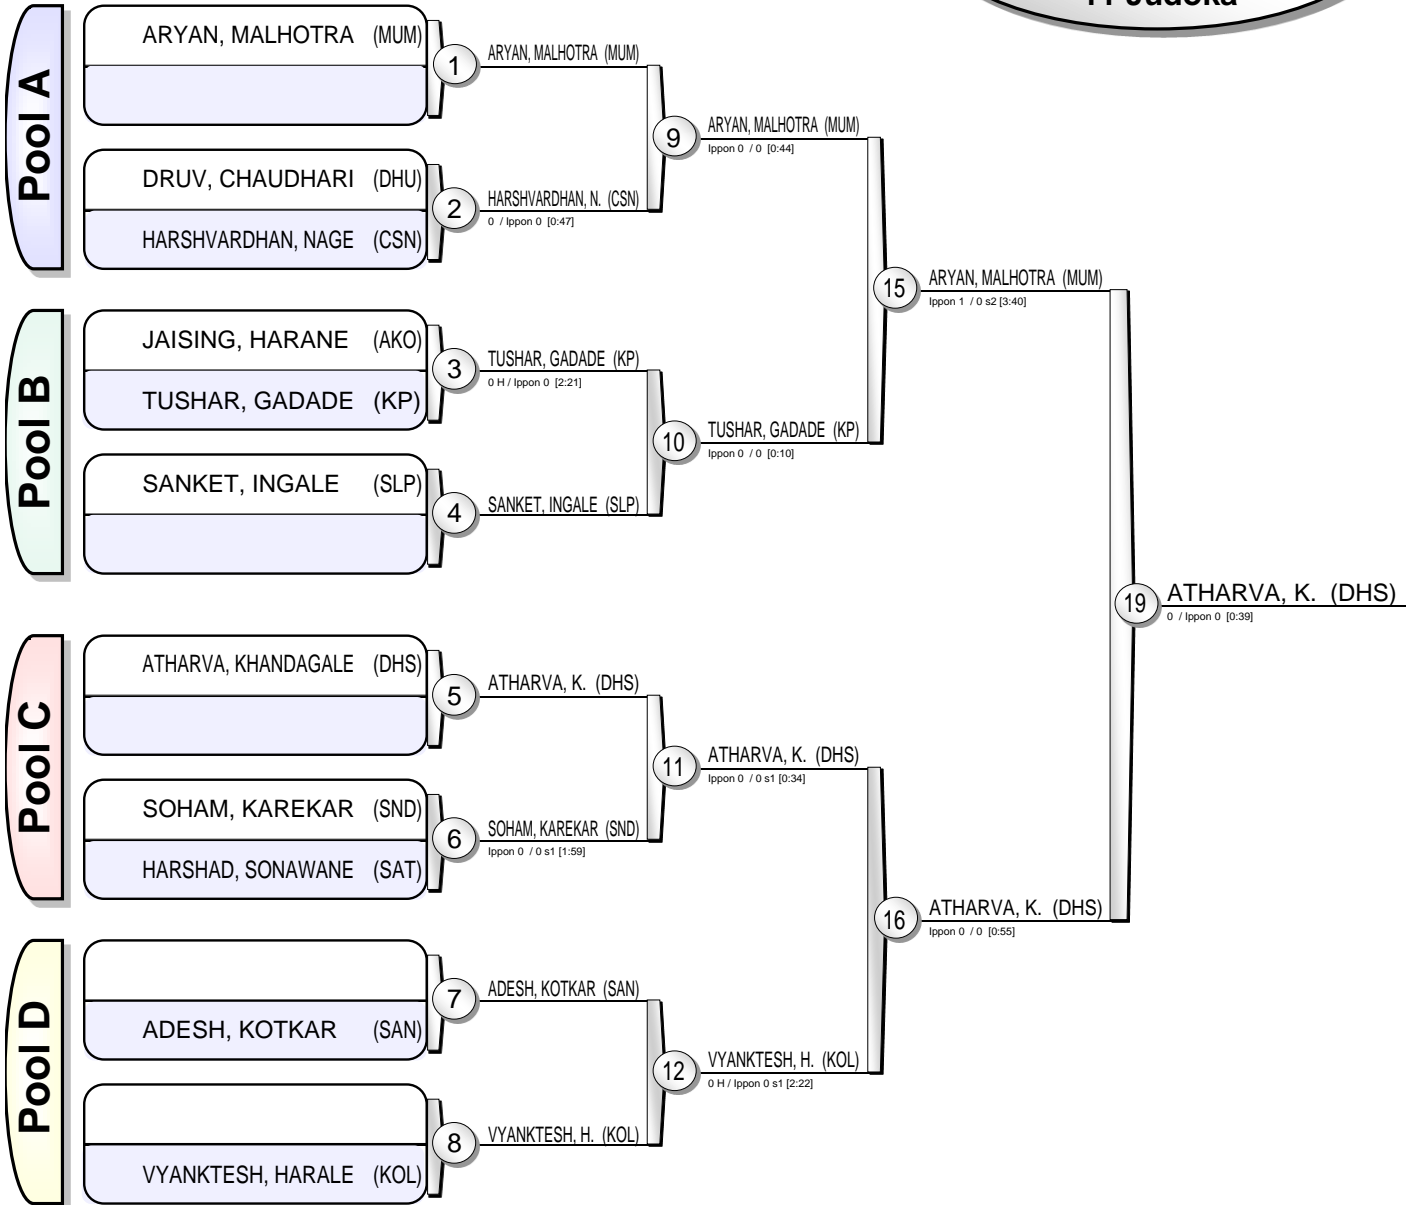 11 Judoka
Pool A
ARYAN, MALHOTRA (MUM)
DRUV, CHAUDHARI (DHU)
HARSHVARDHAN, NAGE (CSN)
1
ARYAN, MALHOTRA (MUM)
2
HARSHVARDHAN, N. (CSN)
0 / Ippon 0 [0:47]
9
ARYAN, MALHOTRA (MUM)
Ippon 0 / 0 [0:44]
Pool B
JAISING, HARANE (AKO)
TUSHAR, GADADE (KP)
SANKET, INGALE (SLP)
3
TUSHAR, GADADE (KP)
0 H / Ippon 0 [2:21]
4
SANKET, INGALE (SLP)
10
TUSHAR, GADADE (KP)
Ippon 0 / 0 [0:10]
15
ARYAN, MALHOTRA (MUM)
Ippon 1 / 0 s2 [3:40]
Pool C
ATHARVA, KHANDAGALE (DHS)
SOHAM, KAREKAR (SND)
HARSHAD, SONAWANE (SAT)
5
ATHARVA, K. (DHS)
6
SOHAM, KAREKAR (SND)
Ippon 0 / 0 s1 [1:59]
11
ATHARVA, K. (DHS)
Ippon 0 / 0 s1 [0:34]
Pool D
ADESH, KOTKAR (SAN)
VYANKTESH, HARALE (KOL)
7
ADESH, KOTKAR (SAN)
8
VYANKTESH, H. (KOL)
12
VYANKTESH, H. (KOL)
0 H / Ippon 0 s1 [2:22]
16
ATHARVA, K. (DHS)
Ippon 0 / 0 [0:55]
19
ATHARVA, K. (DHS)
0 / Ippon 0 [0:39]